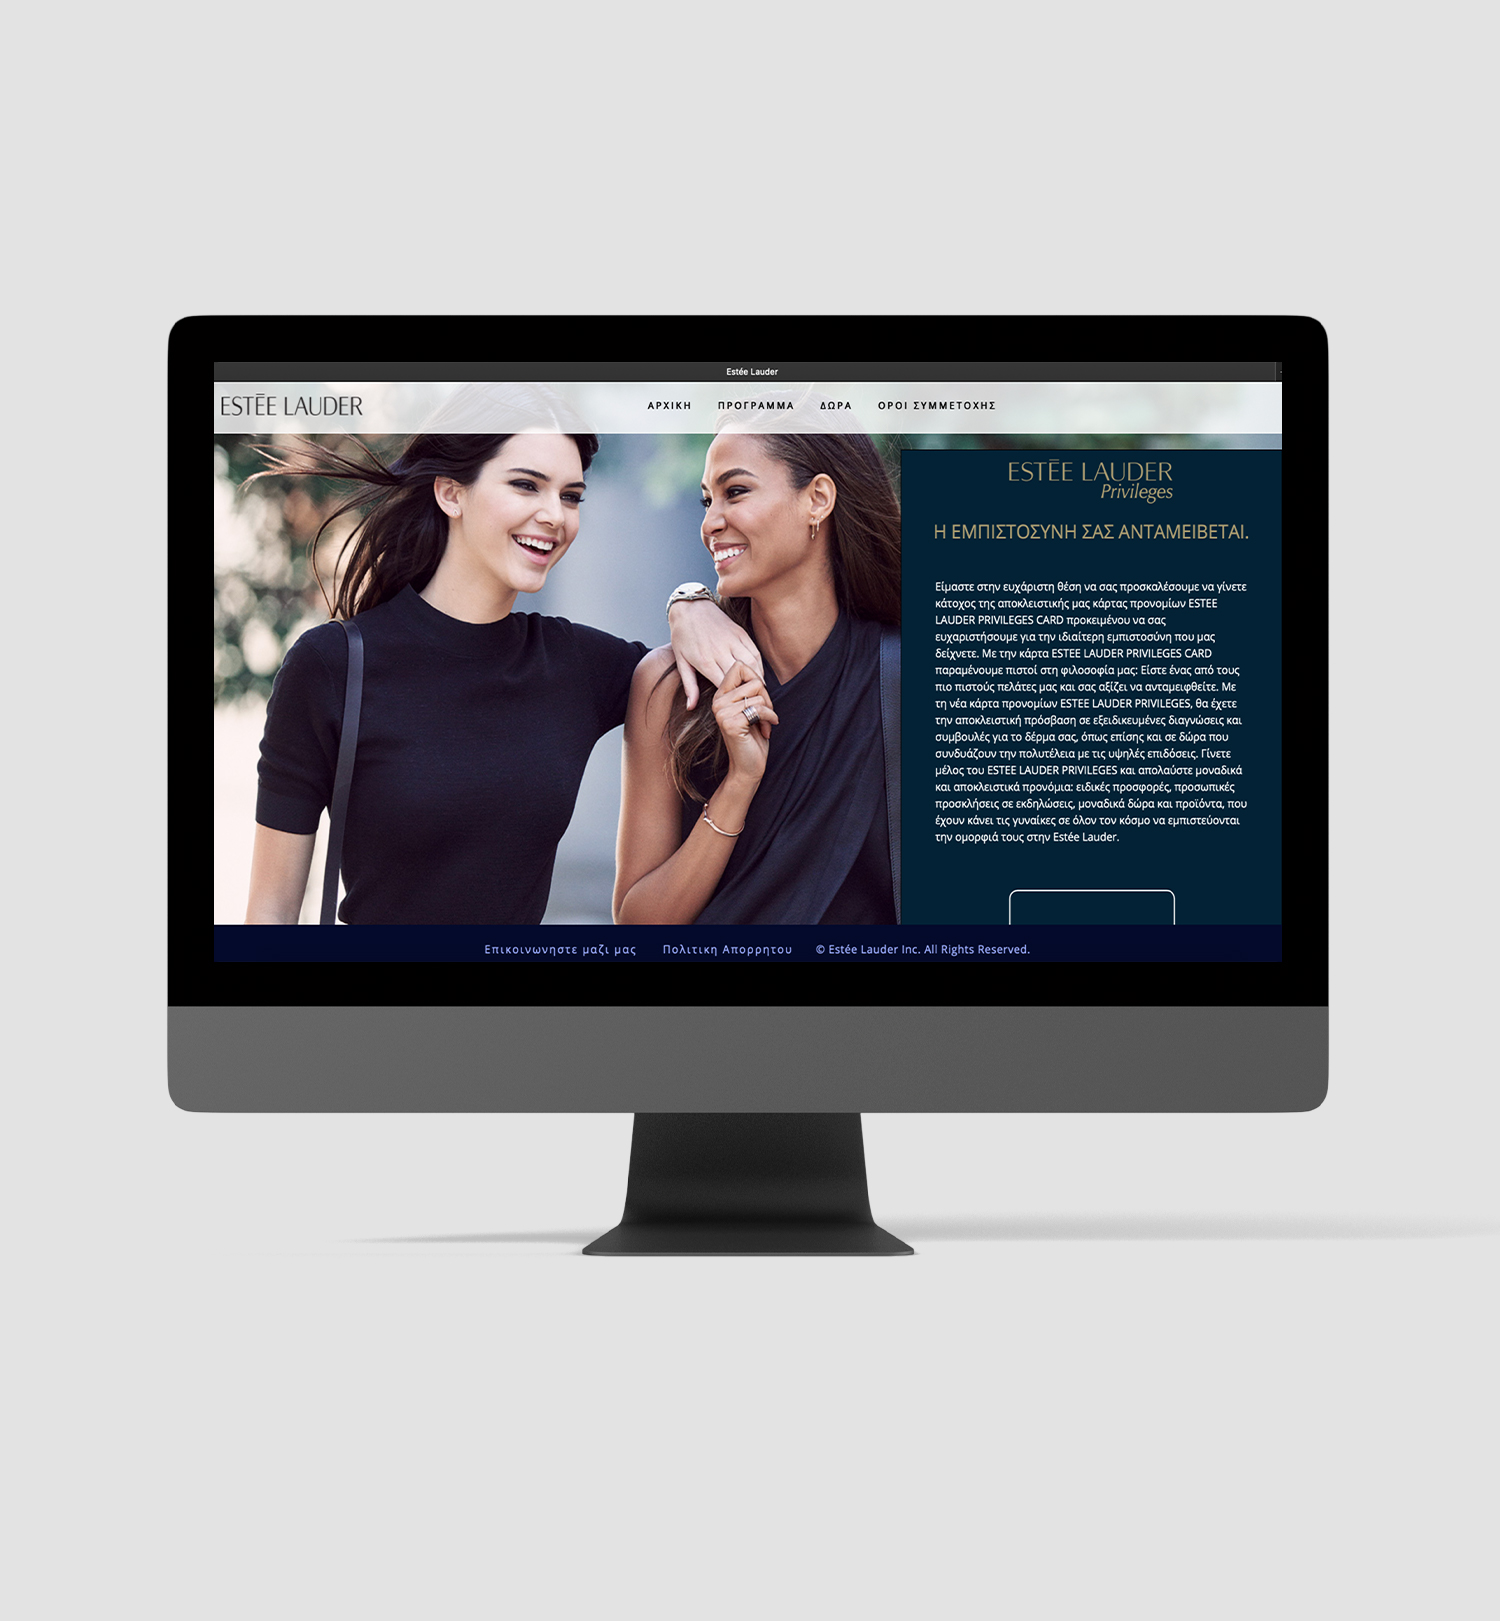 Estée Lauder
ESTĒE LAUDER
ΑΡΧΙΚΗ ΠΡΟΓΡΑΜΜΑ ΔΩΡΑ ΟΡΟΙ ΣΥΜΜΕΤΟΧΗΣ
ESTĒE LAUDER
Privileges
Η ΕΜΠΙΣΤΟΣΥΝΗ ΣΑΣ ΑΝΤΑΜΕΙΒΕΤΑΙ.
Είμαστε στην ευχάριστη θέση να σας προσκαλέσουμε να γίνετε
κάτοχος της αποκλειστικής μας κάρτας προνομίων ESTEE
LAUDER PRIVILEGES CARD προκειμένου να σας
ευχαριστήσουμε για την ιδιαίτερη εμπιστοσύνη που μας
δείχνετε. Με την κάρτα ESTEE LAUDER PRIVILEGES CARD
παραμένουμε πιστοί στη φιλοσοφία μας: Είστε ένας από τους
πιο πιστούς πελάτες μας και σας αξίζει να ανταμειφθείτε. Με
τη νέα κάρτα προνομίων ESTEE LAUDER PRIVILEGES, θα έχετε
την αποκλειστική πρόσβαση σε εξειδικευμένες διαγνώσεις και
συμβουλές για το δέρμα σας, όπως επίσης και σε δώρα που
συνδυάζουν την πολυτέλεια με τις υψηλές επιδόσεις. Γίνετε
μέλος του ESTEE LAUDER PRIVILEGES και απολαύστε μοναδικά
και αποκλειστικά προνόμια: ειδικές προσφορές, προσωπικές
προσκλήσεις σε εκδηλώσεις, μοναδικά δώρα και προϊόντα, που
έχουν κάνει τις γυναίκες σε όλον τον κόσμο να εμπιστεύονται
την ομορφιά τους στην Estée Lauder.
Επικοινωνηστε μαζι μας Πολιτικη Απορρητου © Estée Lauder Inc. All Rights Reserved.